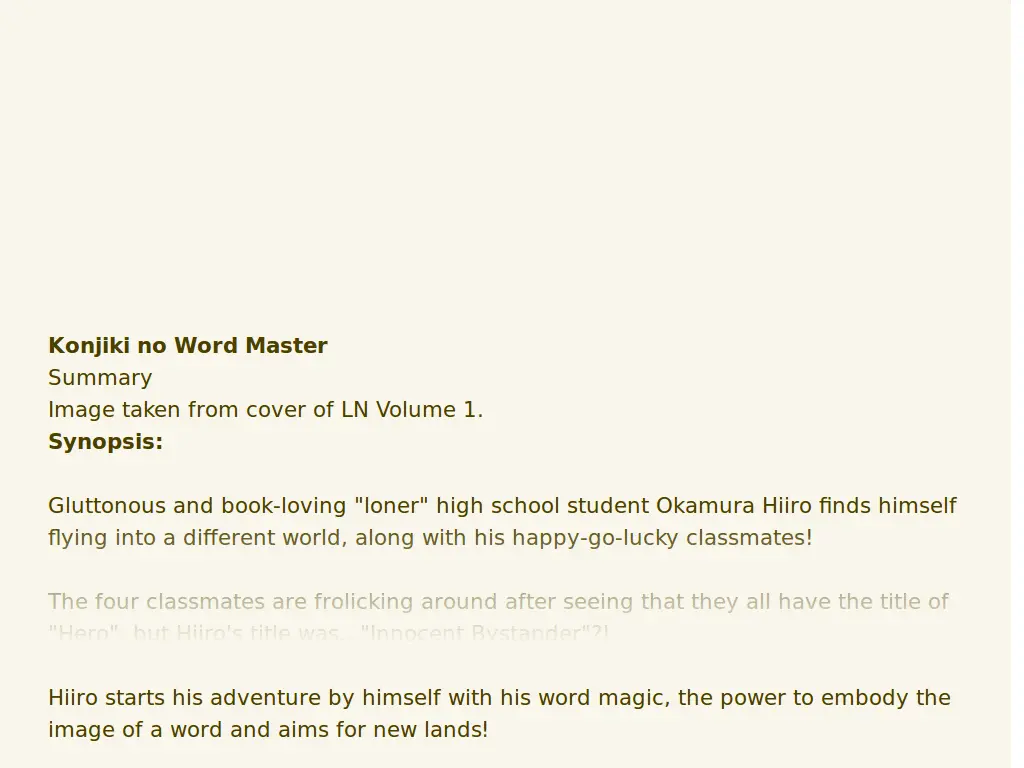 Konjiki no Word Master
Summary
Image taken from cover of LN Volume 1.
Synopsis:
Gluttonous and book-loving "loner" high school student Okamura Hiiro finds himself
flying into a different world, along with his happy-go-lucky classmates!
The four classmates are frolicking around after seeing that they all have the title of
"Hero", but Hiiro's title was... "Innocent Bystander"?!
Hiiro starts his adventure by himself with his word magic, the power to embody the
image of a word and aims for new lands!